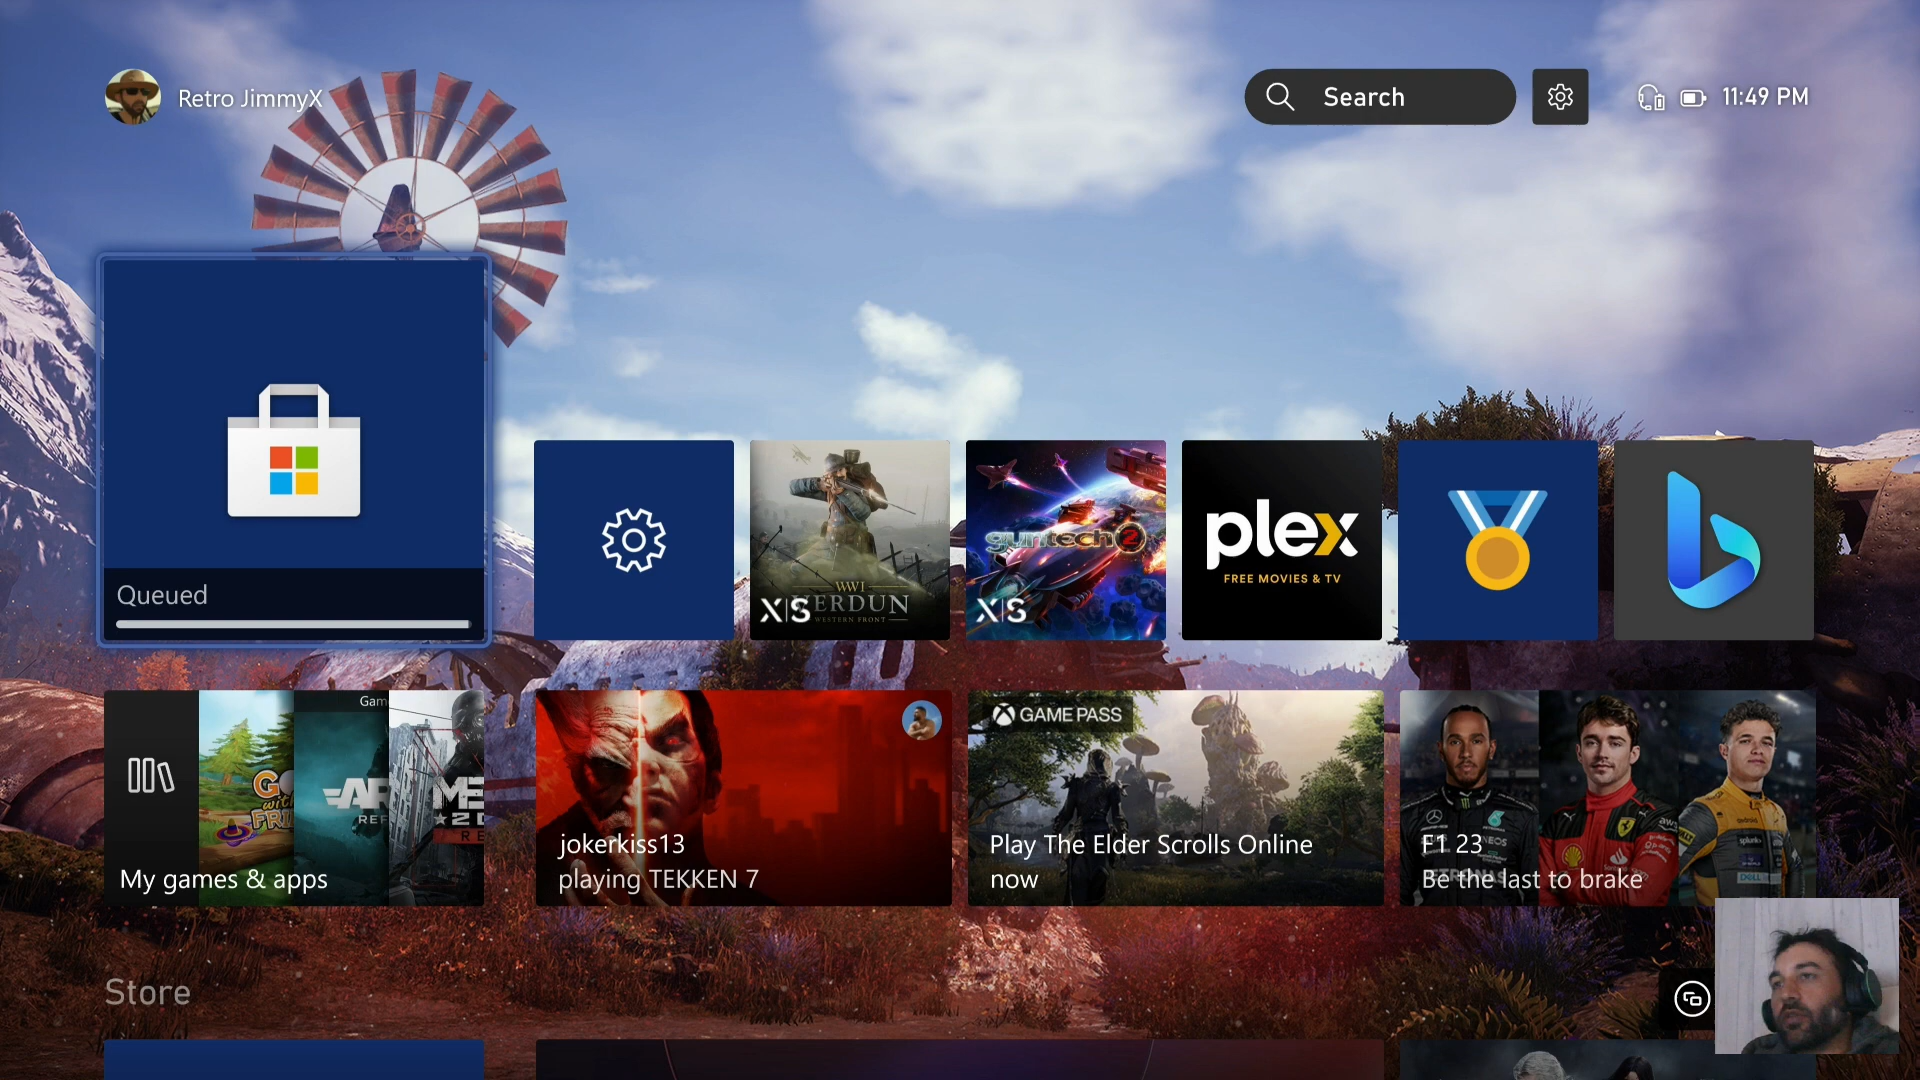 Retro JimmyX
Search
11:49 PM
Queued
X|S
WWI
VERDUN
WESTERN FRONT
X|S
guntech 2
plex
FREE MOVIES & TV
My games & apps
jokerkiss13
playing TEKKEN 7
GAME PASS
Play The Elder Scrolls Online
now
F1 23
Be the last to brake
Store